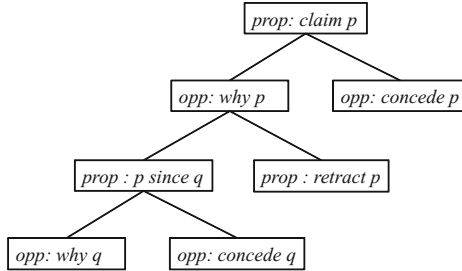 prop: claim p
opp: why p
opp: concede p
prop : p since q
prop : retract p
opp: why q
opp: concede q